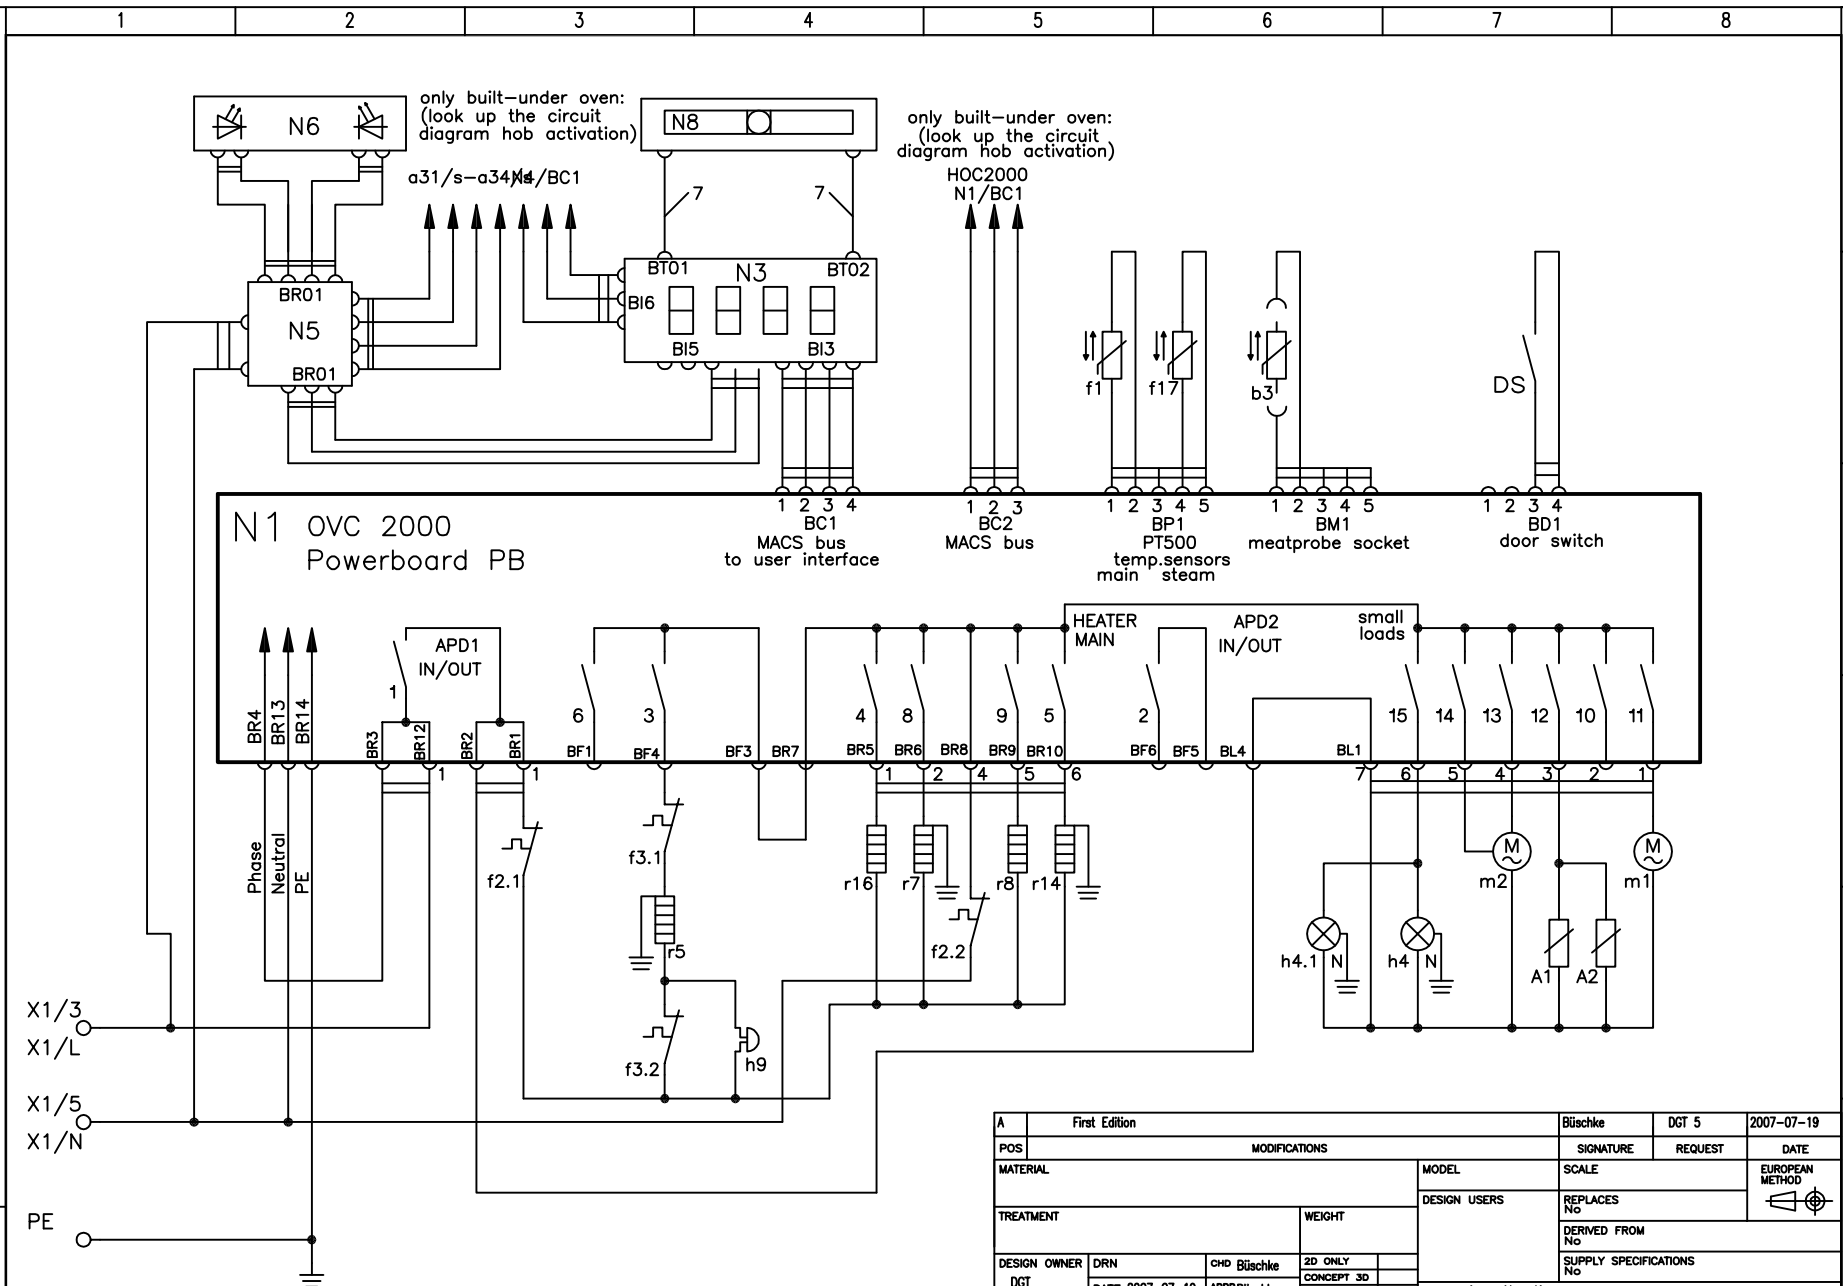 1 2 3 4 5 6 7 8
only built-under oven:
(look up the circuit
diagram hob activation)
N6
N8
only built-under oven:
(look up the circuit
diagram hob activation)
a31/s-a34/s
N4/BC1
7
7
HOC2000
N1/BC1
BR01
N5
BR01
BT01
N3
BT02
BI6
BI5
BI3
f1
f17
b3
DS
N1
OVC 2000
Powerboard PB
1 2 3 4
BC1
MACS bus
to user interface
1 2 3
BC2
MACS bus
1 2 3 4 5
BP1
PT500
temp.sensors
main steam
1 2 3 4 5
BM1
meatprobe socket
1 2 3 4
BD1
door switch
APD1
IN/OUT
HEATER
MAIN
APD2
IN/OUT
small
loads
1 6 3 4 8 9 5 2 15 14 13 12 10 11
BR4 BR13 BR14 BR3 BR12 BR2 BR1 BF1 BF4 BF3 BR7 BR5 BR6 BR8 BR9 BR10 BF6 BF5 BL4 BL1
1 1 1 2 4 5 6 7 6 5 4 3 2 1
Phase
Neutral
PE
f2.1
f3.1
r5
f3.2
h9
r16
r7
r8
r14
f2.2
M
m2
M
m1
h4.1 N
h4 N
A1
A2
X1/3
X1/L
X1/5
X1/N
PE
A First Edition Büschke DGT 5 2007-07-19
POS MODIFICATIONS SIGNATURE REQUEST DATE
MATERIAL
MODEL
SCALE
EUROPEAN
METHOD
DESIGN USERS
REPLACES
No
TREATMENT
WEIGHT
DERIVED FROM
No
DESIGN OWNER
DGT
DRN
CHD Büschke
2D ONLY
CONCEPT 3D
SUPPLY SPECIFICATIONS
No